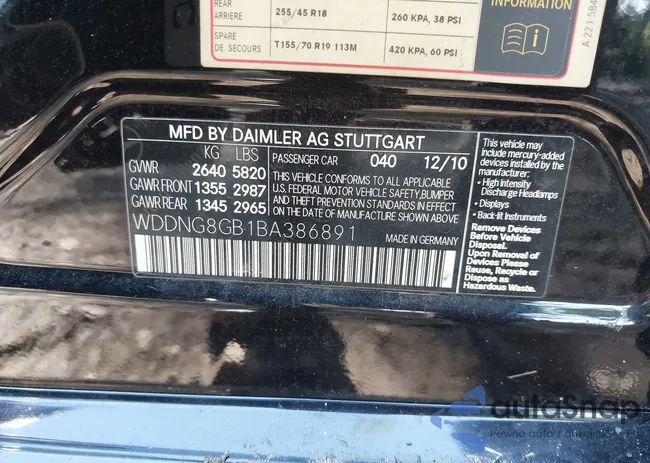 REAR
ARRIÈRE
255/45 R18
260 KPA, 38 PSI
SPARE
DE SECOURS
T155/70 R19 113M
420 KPA, 60 PSI
INFORMATION
A 221 584
MFD BY DAIMLER AG STUTTGART
KG LBS
GVWR 2640 5820
GAWR FRONT 1355 2987
GAWR REAR 1345 2965
PASSENGER CAR 040 12/10
THIS VEHICLE CONFORMS TO ALL APPLICABLE
U.S. FEDERAL MOTOR VEHICLE SAFETY, BUMPER,
AND THEFT PREVENTION STANDARDS IN EFFECT
ON THE DATE OF MANUFACTURE SHOWN ABOVE.
WDDNG8GB1BA386891
MADE IN GERMANY
This vehicle may
include mercury-added
devices installed by the
manufacturer:
• High Intensity
Discharge Headlamps
• Displays
• Back-lit Instruments
Remove Devices
Before Vehicle
Disposal.
Upon Removal of
Devices Please
Reuse, Recycle or
Dispose as
Hazardous Waste.
autoSnap
Pewne auto z